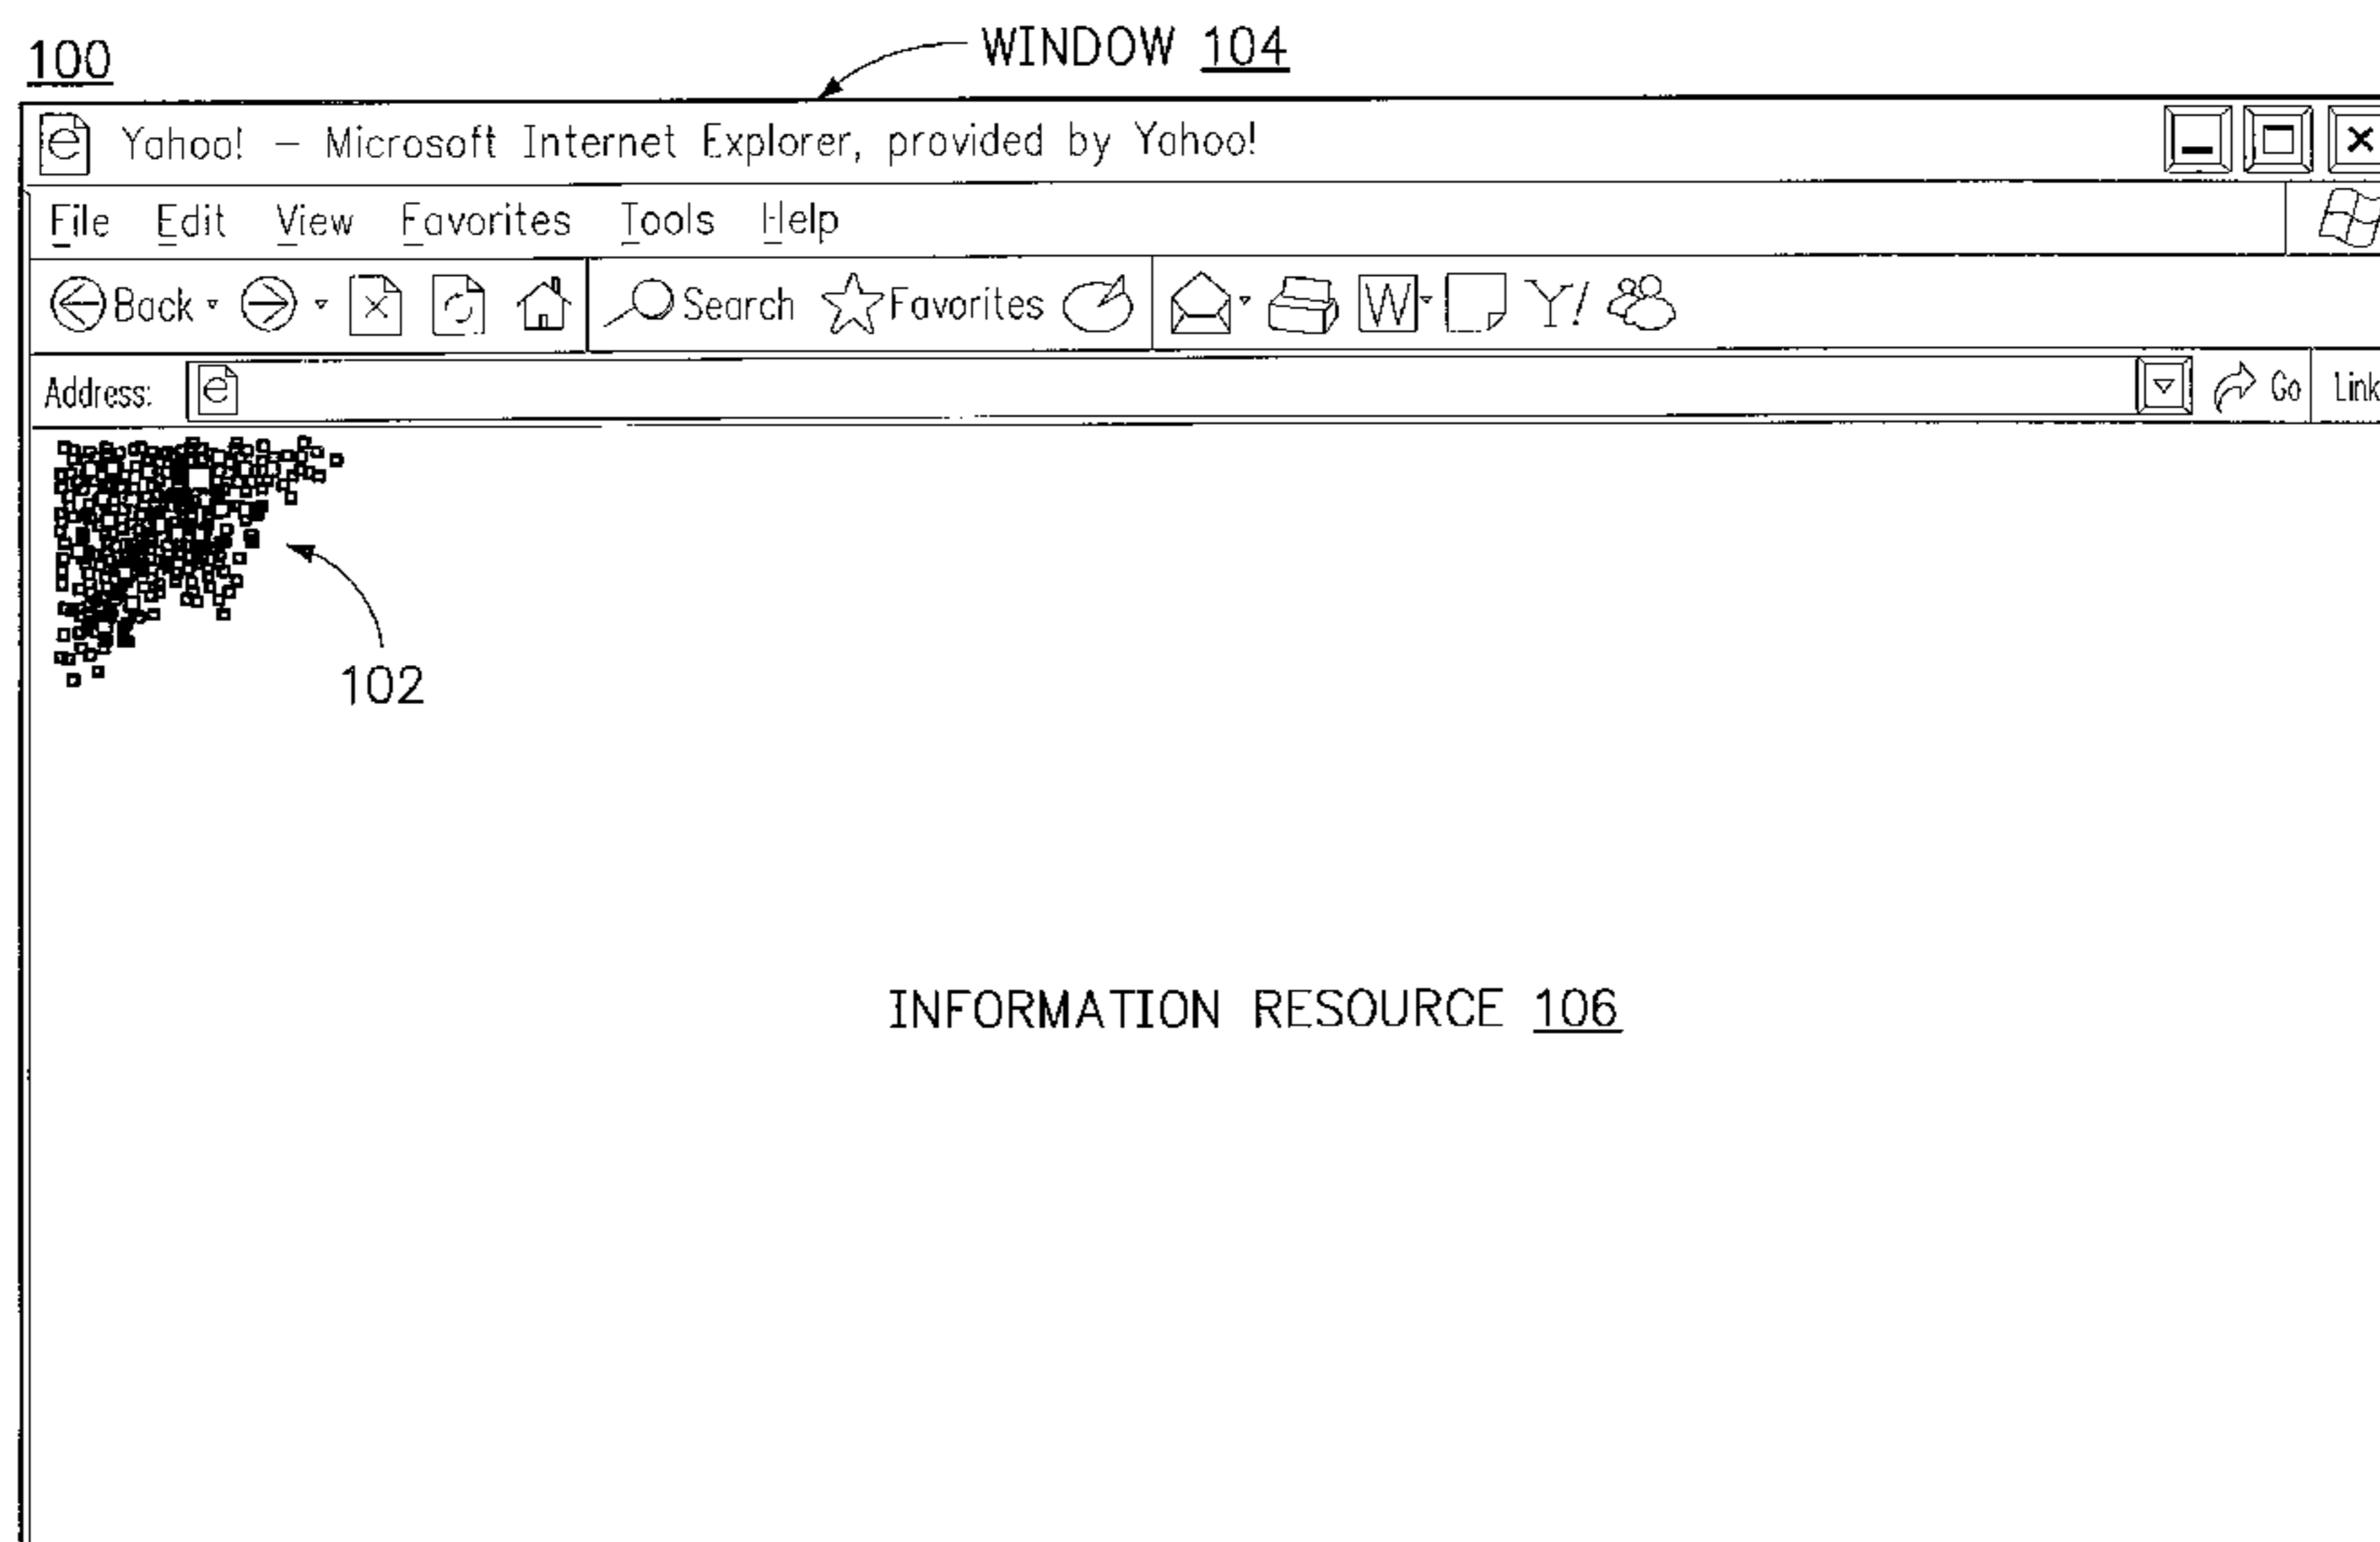 100
WINDOW 104
Yahoo! – Microsoft Internet Explorer, provided by Yahoo!
File Edit View Favorites Tools Help
Back Search Favorites W Y!
Address: e Go Link
102
INFORMATION RESOURCE 106